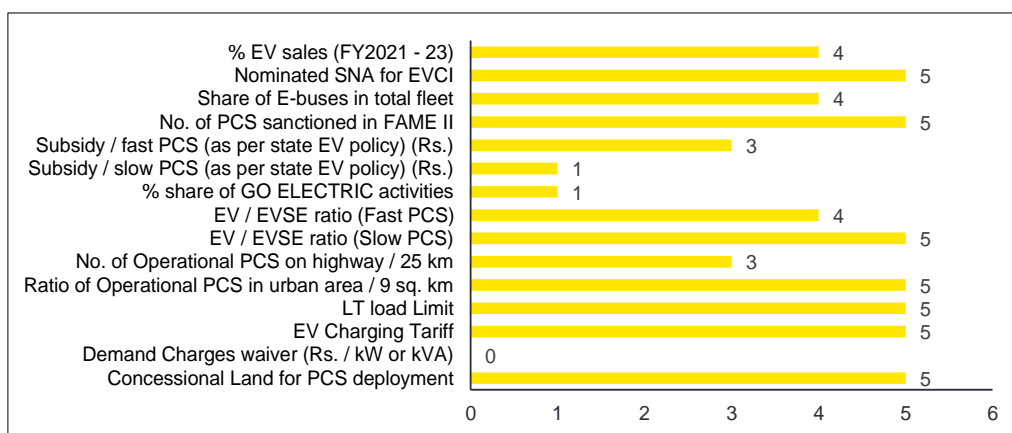 % EV sales (FY2021 - 23) 4
Nominated SNA for EVCI 5
Share of E-buses in total fleet 4
No. of PCS sanctioned in FAME II 5
Subsidy / fast PCS (as per state EV policy) (Rs.) 3
Subsidy / slow PCS (as per state EV policy) (Rs.) 1
% share of GO ELECTRIC activities 1
EV / EVSE ratio (Fast PCS) 4
EV / EVSE ratio (Slow PCS) 5
No. of Operational PCS on highway / 25 km 3
Ratio of Operational PCS in urban area / 9 sq. km 5
LT load Limit 5
EV Charging Tariff 5
Demand Charges waiver (Rs. / kW or kVA) 0
Concessional Land for PCS deployment 5
0 1 2 3 4 5 6